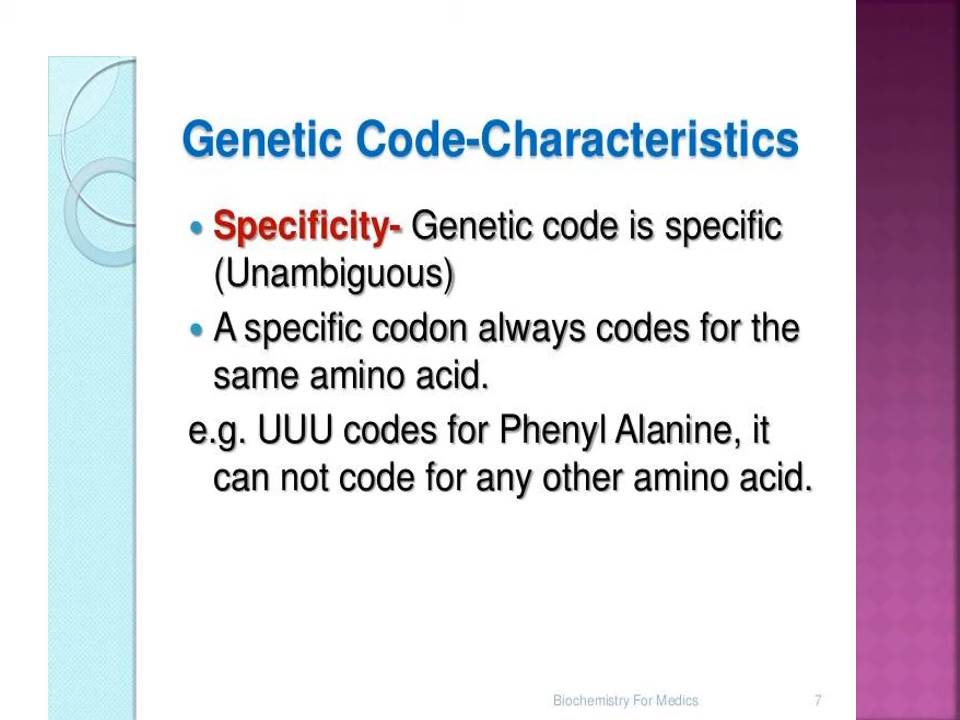 Genetic Code-Characteristics
• Specificity- Genetic code is specific
(Unambiguous)
• A specific codon always codes for the
same amino acid.
e.g. UUU codes for Phenyl Alanine, it
can not code for any other amino acid.
Biochemistry For Medics 7